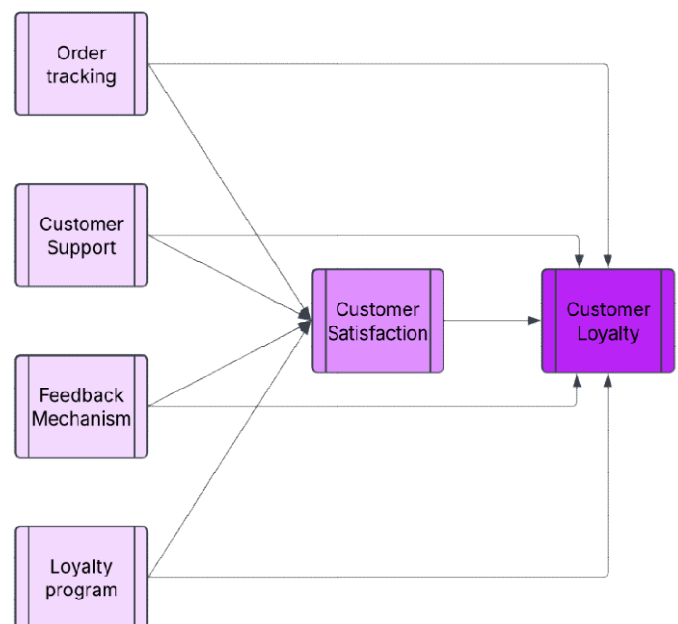 Order
tracking
Customer
Support
Customer
Satisfaction
Customer
Loyalty
Feedback
Mechanism
Loyalty
program